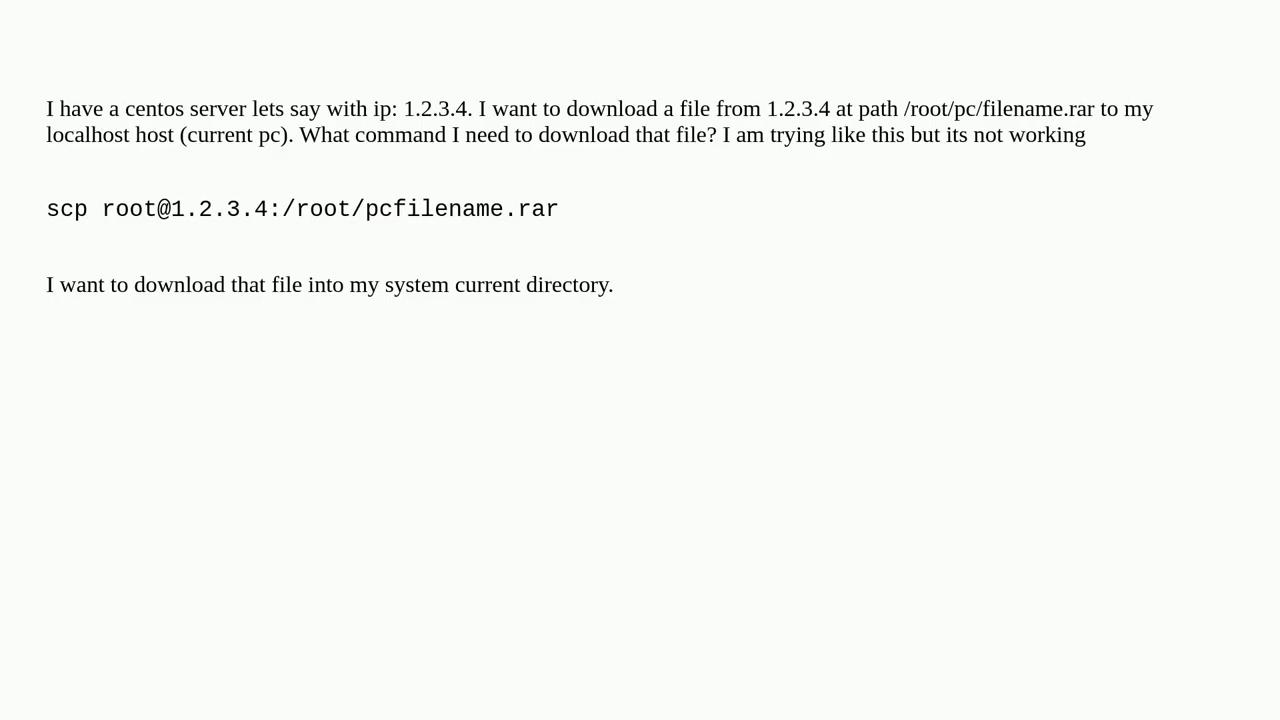 I have a centos server lets say with ip: 1.2.3.4. I want to download a file from 1.2.3.4 at path /root/pc/filename.rar to my
localhost host (current pc). What command I need to download that file? I am trying like this but its not working
scp root@1.2.3.4:/root/pcfilename.rar
I want to download that file into my system current directory.